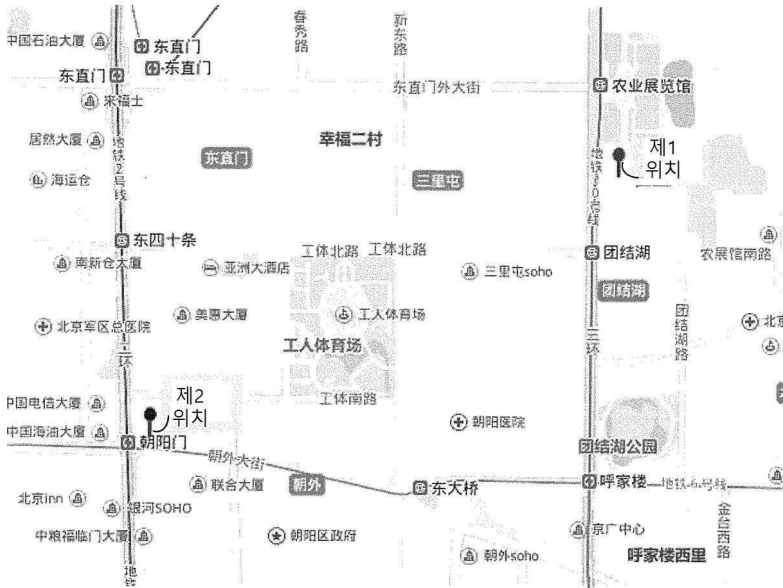 中国石油大厦
东直门
东直门
东直门
春秀路
新东路
来福士
东直门外大街
农业展览馆
居然大厦
地铁2号线
幸福二村
东直门
제1
위치
海运仓
三里屯
地铁10号线
东四十条
工体北路
工体北路
团结湖
农展馆南路
南新仓大厦
亚洲大酒店
三里屯soho
团结湖
美惠大厦
工人体育场
团结湖路
北京军区总医院
北京
二环
工人体育场
三环
제2
위치
中国电信大厦
工体南路
中国海油大厦
朝阳门
朝阳医院
团结湖公园
朝外大街
联合大厦
朝外
东大桥
呼家楼
地铁6号线
北京inn
银河SOHO
金台西路
中粮福临门大厦
朝阳区政府
京广中心
朝外soho
呼家楼西里
地铁